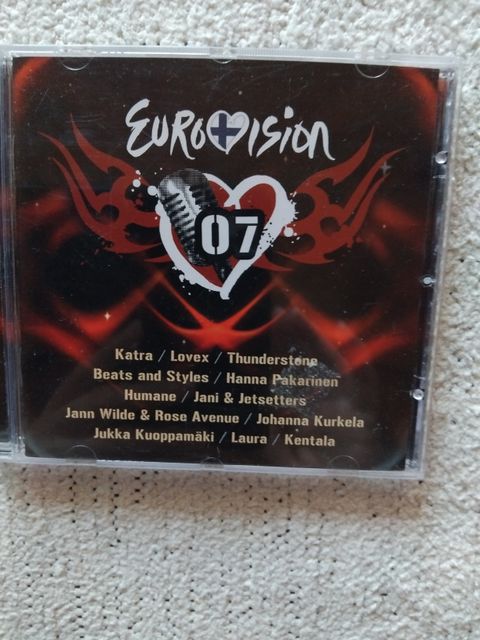 EUROVISION
07
Katra / Lovex / Thunderstone
Beats and Styles / Hanna Pakarinen
Humane / Jani & Jetsetters
Jann Wilde & Rose Avenue / Johanna Kurkela
Jukka Kuoppamäki / Laura / Kentala